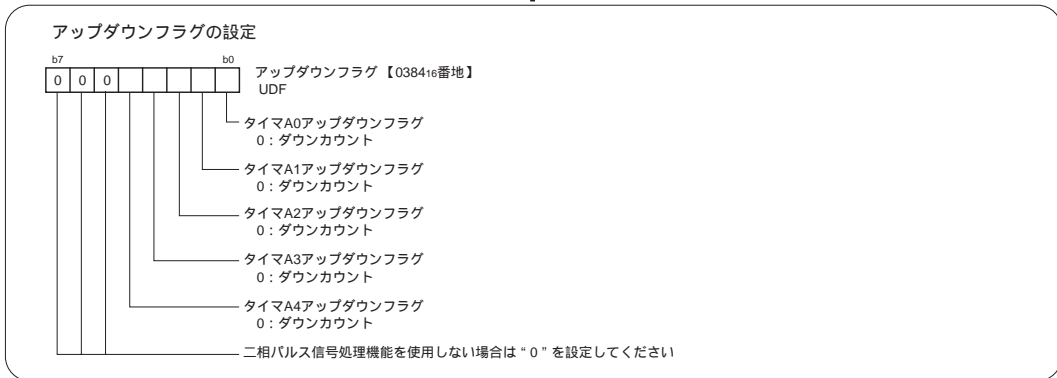 アップダウンフラグの設定
b7 b0
0 0 0
アップダウンフラグ【038416番地】
UDF
タイマA0アップダウンフラグ
0：ダウンカウント
タイマA1アップダウンフラグ
0：ダウンカウント
タイマA2アップダウンフラグ
0：ダウンカウント
タイマA3アップダウンフラグ
0：ダウンカウント
タイマA4アップダウンフラグ
0：ダウンカウント
二相パルス信号処理機能を使用しない場合は“0”を設定してください